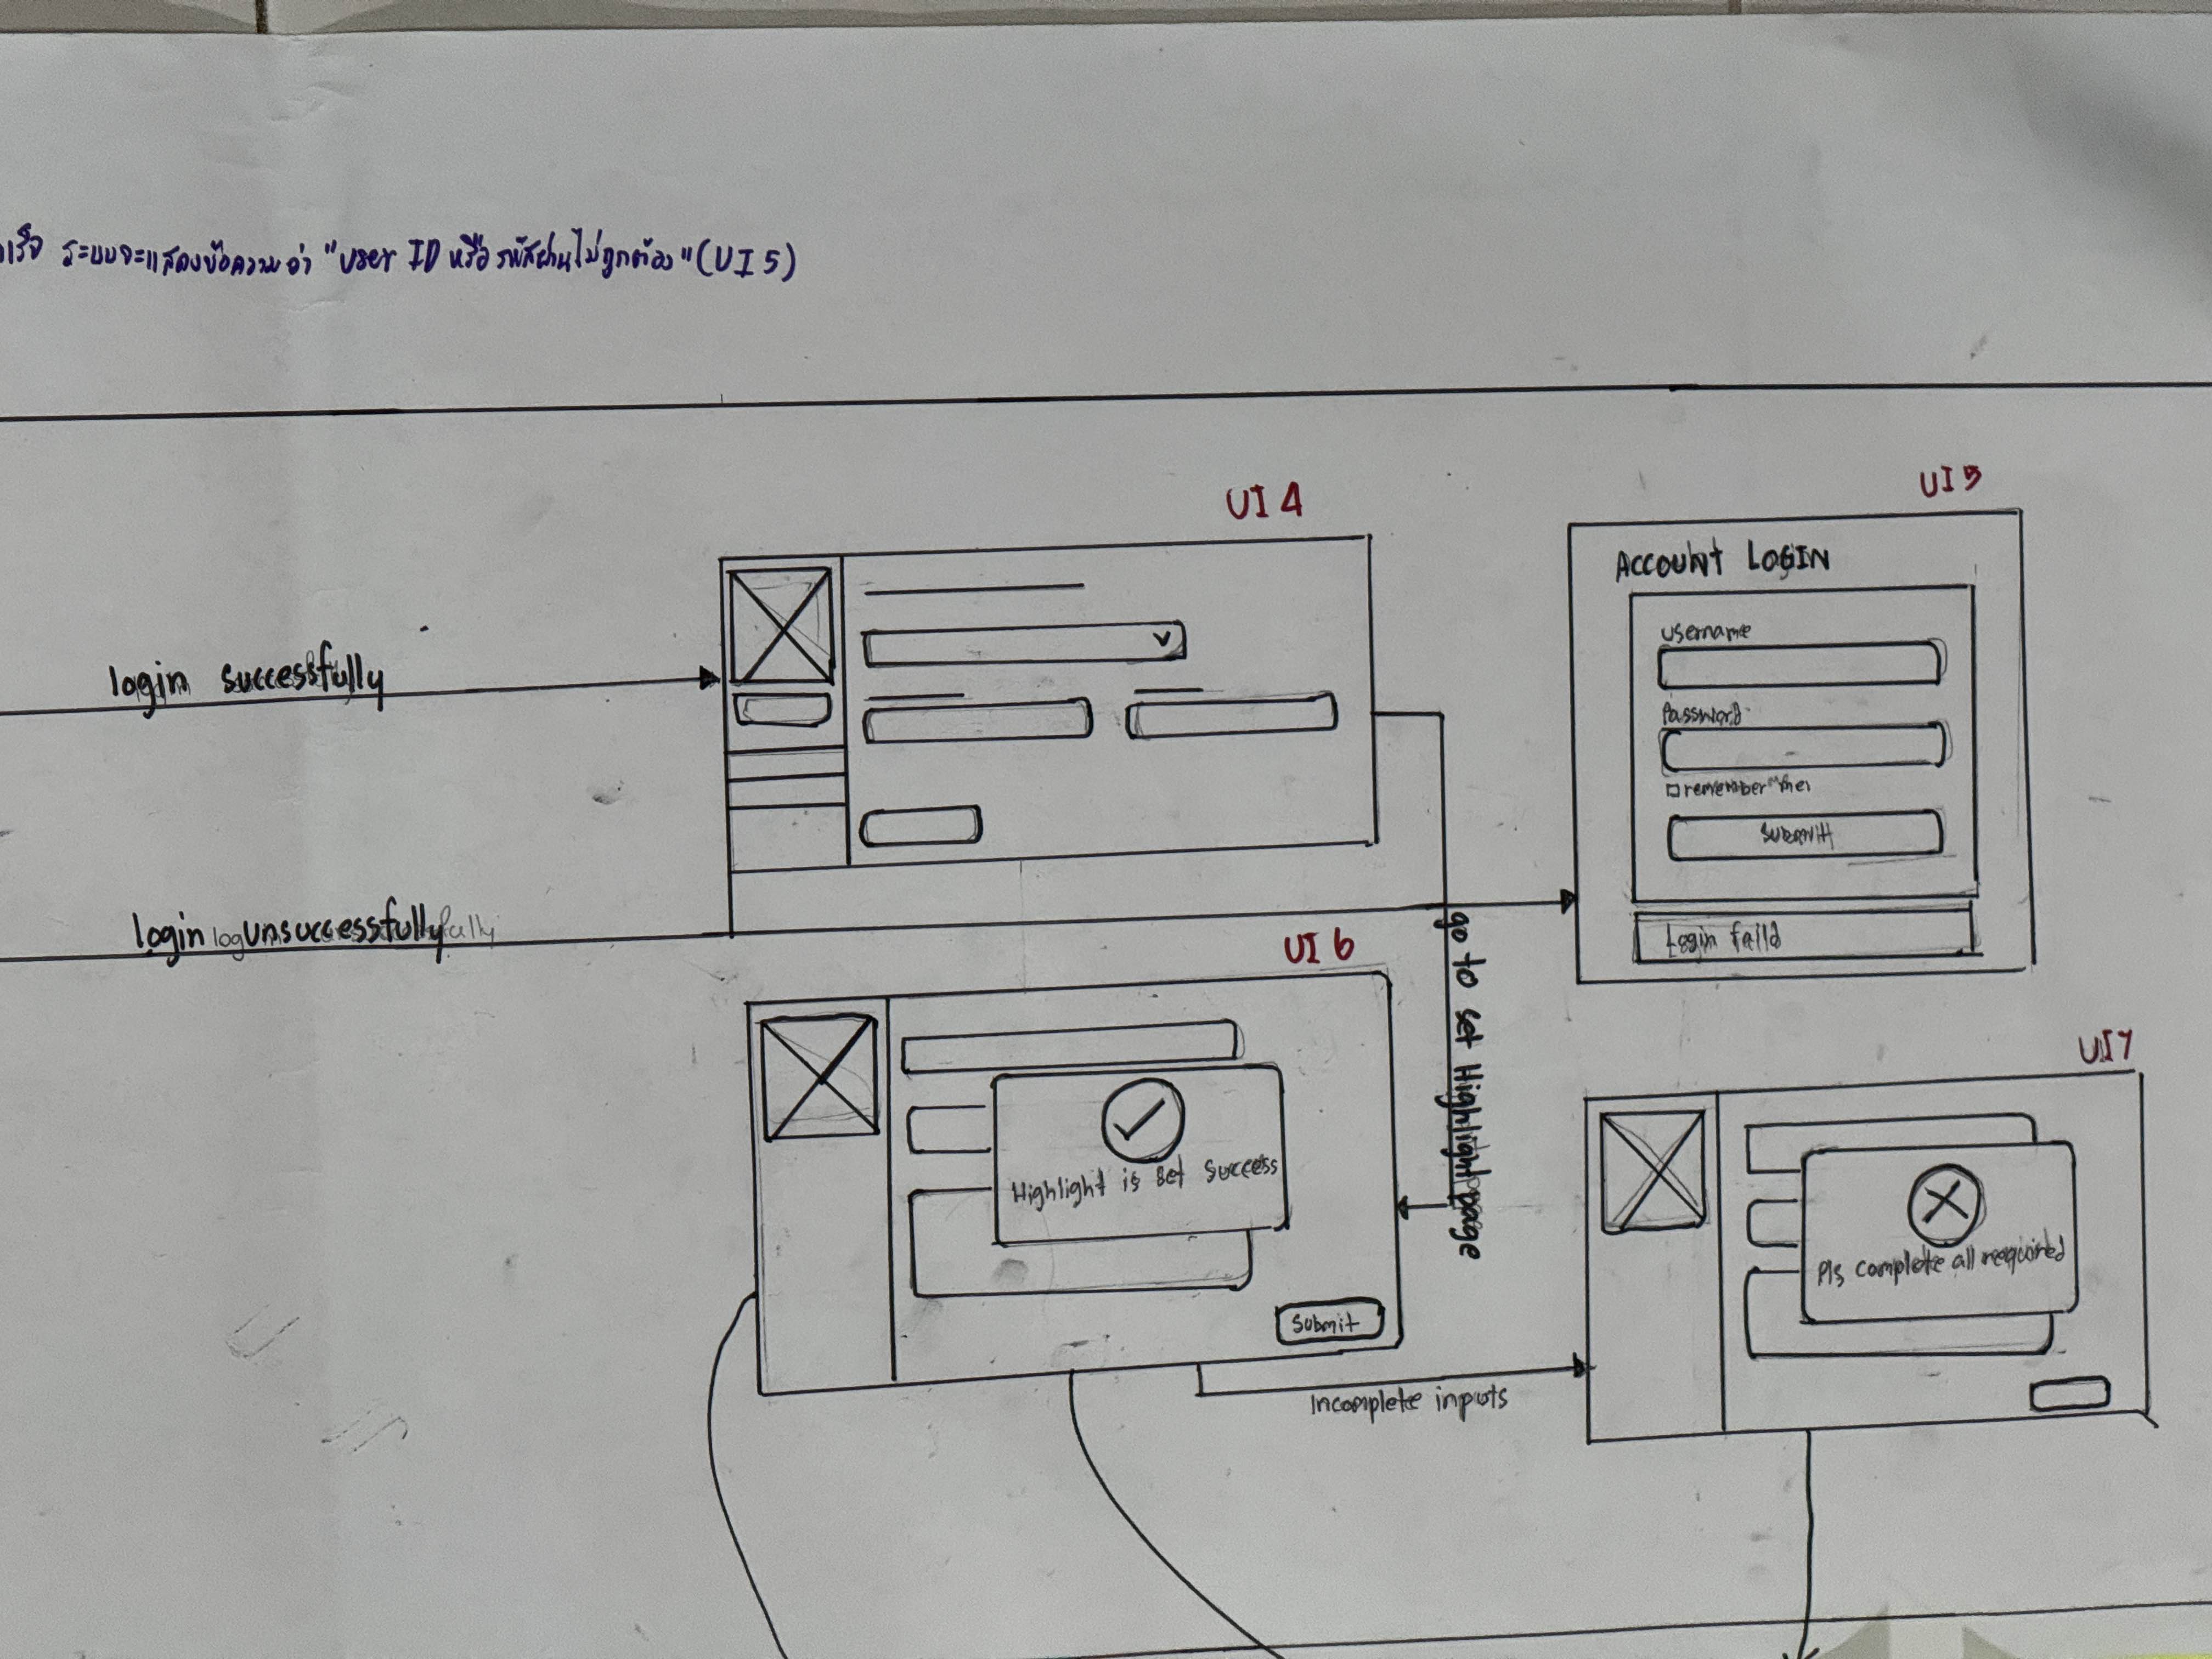 เร็จ ระบบจะแสดงข้อความว่า "User ID หรือ รหัสผ่านไม่ถูกต้อง" (UI 5)
UI 4
UI 5
ACCOUNT LOGIN
username
Password
remember me
submitt
Login faild
login successfully
login unsuccessfully
go to set Highlight page
UI 6
Highlight is set success
Submit
Incomplete inputs
UI 7
Pls complete all required